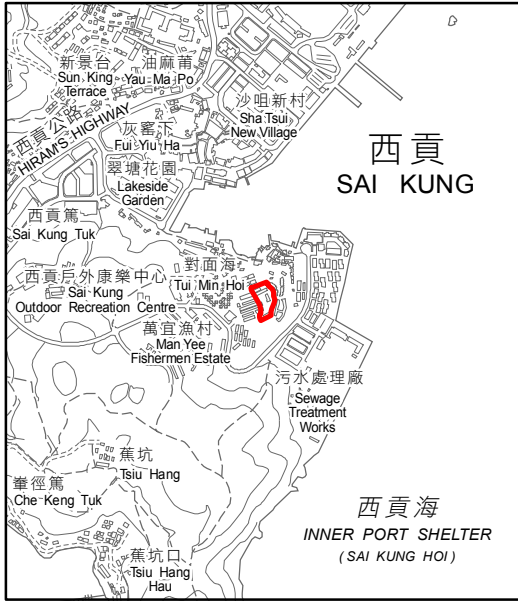 新景台
Sun King
Terrace
油麻莆
Yau Ma Po
沙咀新村
Sha Tsui
New Village
西貢公路
HIRAM'S HIGHWAY
灰窰下
Fui Yiu Ha
翠塘花園
Lakeside
Garden
西貢
SAI KUNG
西貢篤
Sai Kung Tuk
西貢戶外康樂中心
Sai Kung
Outdoor Recreation Centre
對面海
Tui Min Hoi
萬宜漁村
Man Yee
Fishermen Estate
污水處理廠
Sewage
Treatment
Works
蕉坑
Tsiu Hang
輋徑篤
Che Keng Tuk
蕉坑口
Tsiu Hang
Hau
西貢海
INNER PORT SHELTER
(SAI KUNG HOI)